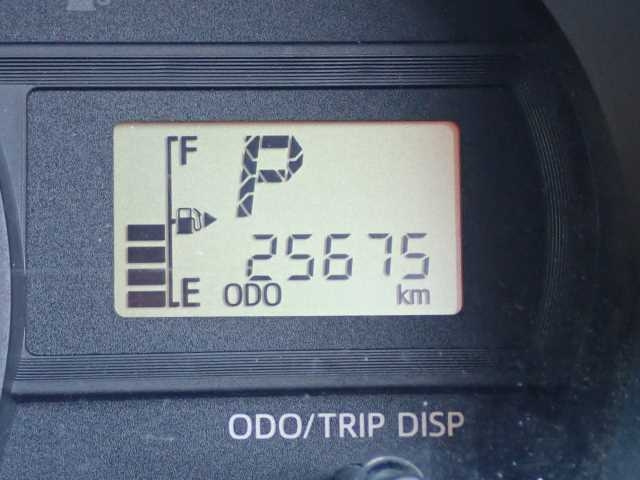 F
P
25675
E ODO km
ODO/TRIP DISP